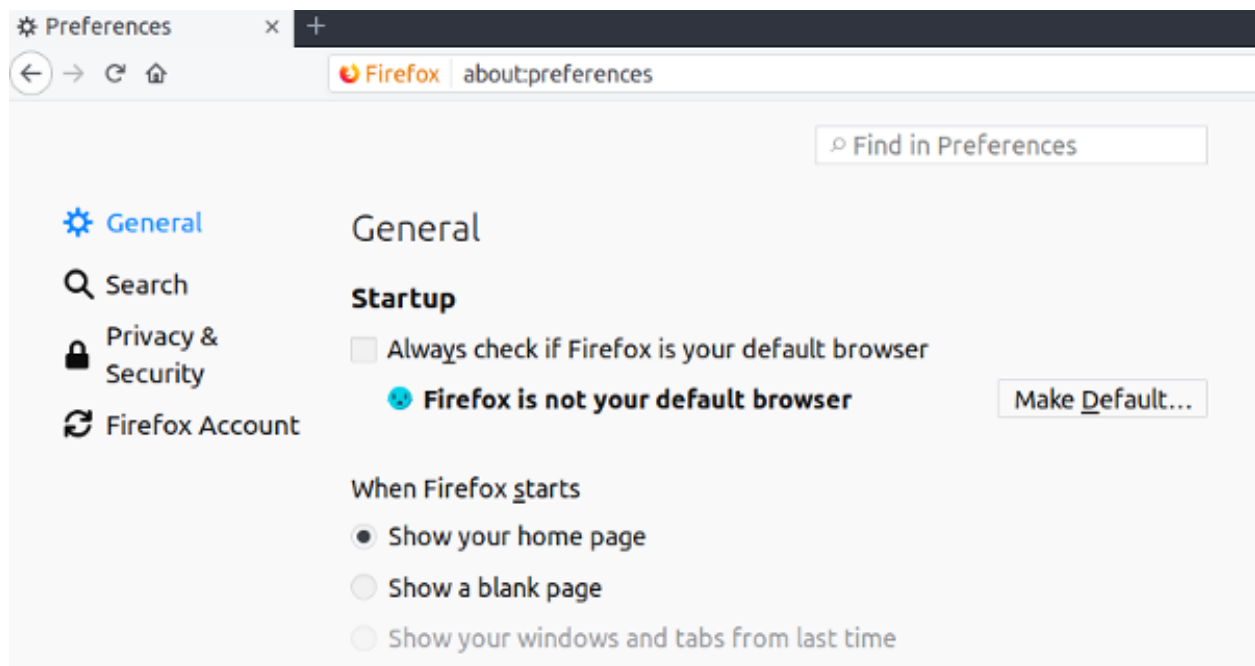 Preferences
Firefox about:preferences
Find in Preferences
General
Search
Privacy &
Security
Firefox Account
General
Startup
Always check if Firefox is your default browser
Firefox is not your default browser
Make Default...
When Firefox starts
Show your home page
Show a blank page
Show your windows and tabs from last time